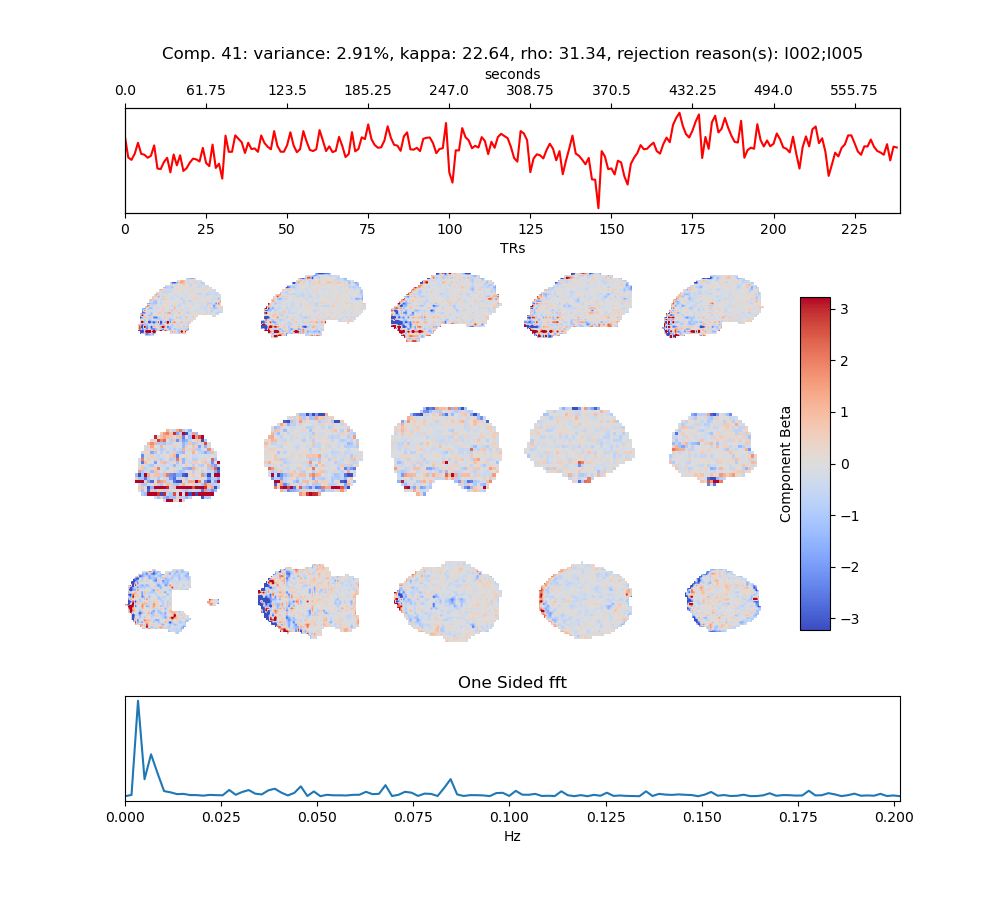 Comp. 41: variance: 2.91%, kappa: 22.64, rho: 31.34, rejection reason(s): I002;I005
seconds
0.0 61.75 123.5 185.25 247.0 308.75 370.5 432.25 494.0 555.75
0 25 50 75 100 125 150 175 200 225
TRs
3
2
1
0
−1
−2
−3
Component Beta
One Sided fft
0.000 0.025 0.050 0.075 0.100 0.125 0.150 0.175 0.200
Hz